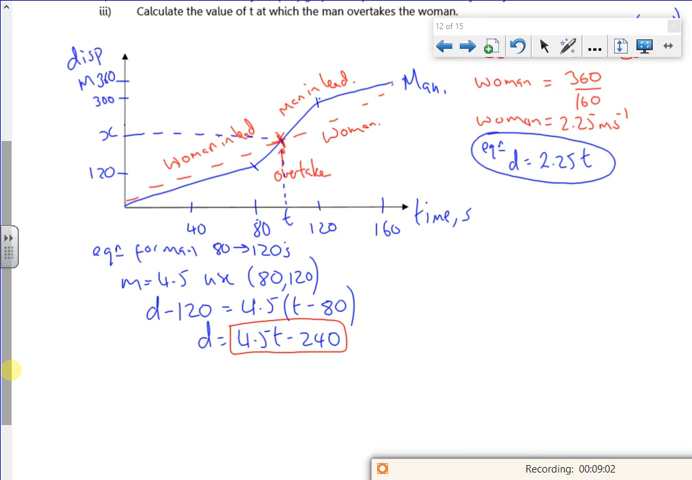 iii) Calculate the value of t at which the man overtakes the woman.
12 of 15
disp
M 360
300
x
120
Woman in lead
Man in lead.
Man.
Woman.
overtake
40
80
t
120
160
time, s
woman = 360
160
woman = 2.25 ms⁻¹
eqⁿ d = 2.25t
eqⁿ for man 80→120s
m = 4.5 use (80,120)
d - 120 = 4.5(t - 80)
d = 4.5t - 240
Recording: 00:09:02